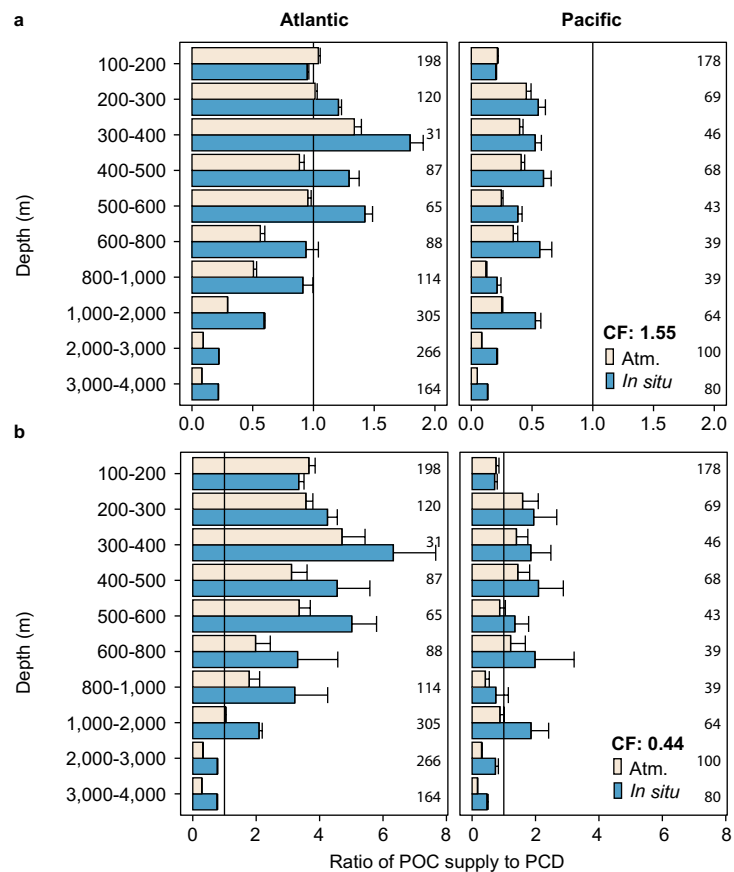 a
Atlantic
Pacific
Depth (m)
100-200 198 178
200-300 120 69
300-400 31 46
400-500 87 68
500-600 65 43
600-800 88 39
800-1,000 114 39
1,000-2,000 305 64
2,000-3,000 266 100
3,000-4,000 164 80
CF: 1.55
Atm.
In situ
0.0 0.5 1.0 1.5 2.0 0.0 0.5 1.0 1.5 2.0
b
Depth (m)
100-200 198 178
200-300 120 69
300-400 31 46
400-500 87 68
500-600 65 43
600-800 88 39
800-1,000 114 39
1,000-2,000 305 64
2,000-3,000 266 100
3,000-4,000 164 80
CF: 0.44
Atm.
In situ
0 2 4 6 8 0 2 4 6 8
Ratio of POC supply to PCD